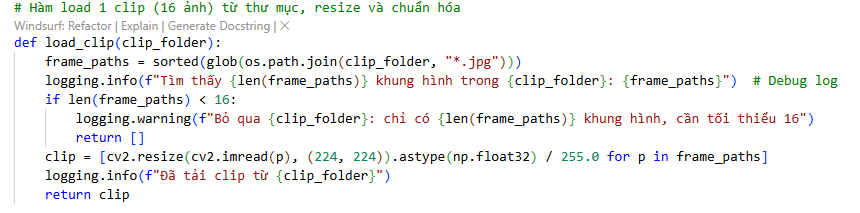 # Hàm load 1 clip (16 ảnh) từ thư mục, resize và chuẩn hóa
Windsurf: Refactor | Explain | Generate Docstring | ×
def load_clip(clip_folder):
    frame_paths = sorted(glob(os.path.join(clip_folder, "*.jpg")))
    logging.info(f"Tìm thấy {len(frame_paths)} khung hình trong {clip_folder}: {frame_paths}")  # Debug log
    if len(frame_paths) < 16:
        logging.warning(f"Bỏ qua {clip_folder}: chỉ có {len(frame_paths)} khung hình, cần tối thiểu 16")
        return []
    clip = [cv2.resize(cv2.imread(p), (224, 224)).astype(np.float32) / 255.0 for p in frame_paths]
    logging.info(f"Đã tải clip từ {clip_folder}")
    return clip